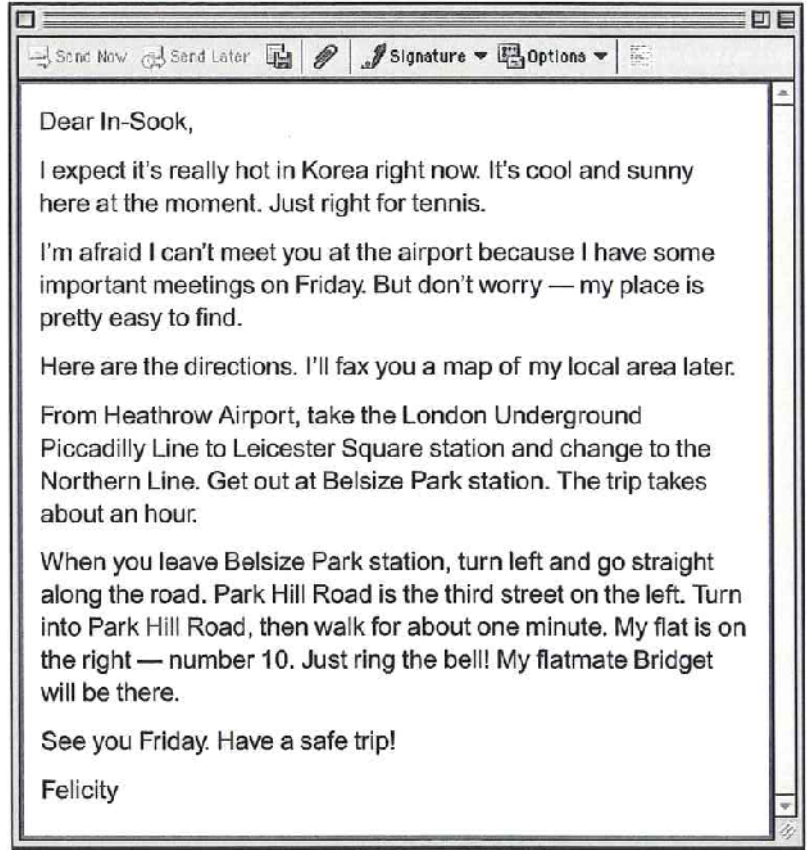 Send Now Send Later Signature Options
Dear In-Sook,
I expect it's really hot in Korea right now. It's cool and sunny
here at the moment. Just right for tennis.
I'm afraid I can't meet you at the airport because I have some
important meetings on Friday. But don't worry — my place is
pretty easy to find.
Here are the directions. I'll fax you a map of my local area later.
From Heathrow Airport, take the London Underground
Piccadilly Line to Leicester Square station and change to the
Northern Line. Get out at Belsize Park station. The trip takes
about an hour.
When you leave Belsize Park station, turn left and go straight
along the road. Park Hill Road is the third street on the left. Turn
into Park Hill Road, then walk for about one minute. My flat is on
the right — number 10. Just ring the bell! My flatmate Bridget
will be there.
See you Friday. Have a safe trip!
Felicity